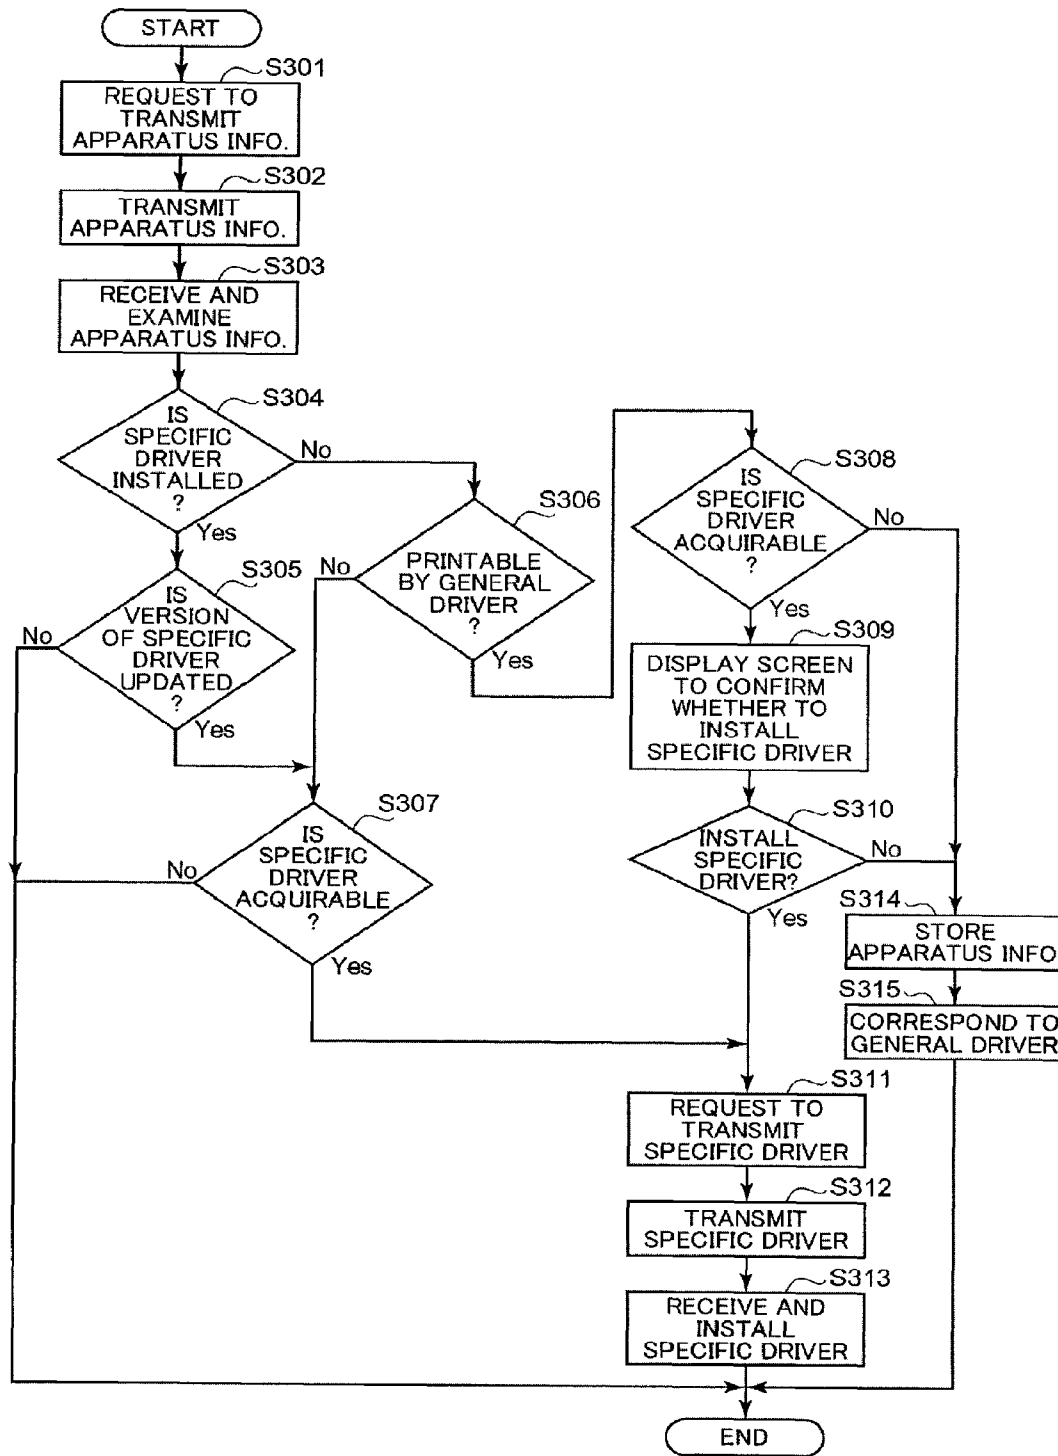 START
S301
REQUEST TO
TRANSMIT
APPARATUS INFO.
S302
TRANSMIT
APPARATUS INFO.
S303
RECEIVE AND
EXAMINE
APPARATUS INFO.
S304
IS
SPECIFIC
DRIVER
INSTALLED
?
No
Yes
S305
IS
VERSION
OF SPECIFIC
DRIVER
UPDATED
?
No
Yes
S306
PRINTABLE
BY GENERAL
DRIVER
?
No
Yes
S307
IS
SPECIFIC
DRIVER
ACQUIRABLE
?
No
Yes
S308
IS
SPECIFIC
DRIVER
ACQUIRABLE
?
No
Yes
S309
DISPLAY SCREEN
TO CONFIRM
WHETHER TO
INSTALL
SPECIFIC DRIVER
S310
INSTALL
SPECIFIC
DRIVER?
No
Yes
S314
STORE
APPARATUS INFO
S315
CORRESPOND TO
GENERAL DRIVER
S311
REQUEST TO
TRANSMIT
SPECIFIC DRIVER
S312
TRANSMIT
SPECIFIC DRIVER
S313
RECEIVE AND
INSTALL
SPECIFIC DRIVER
END